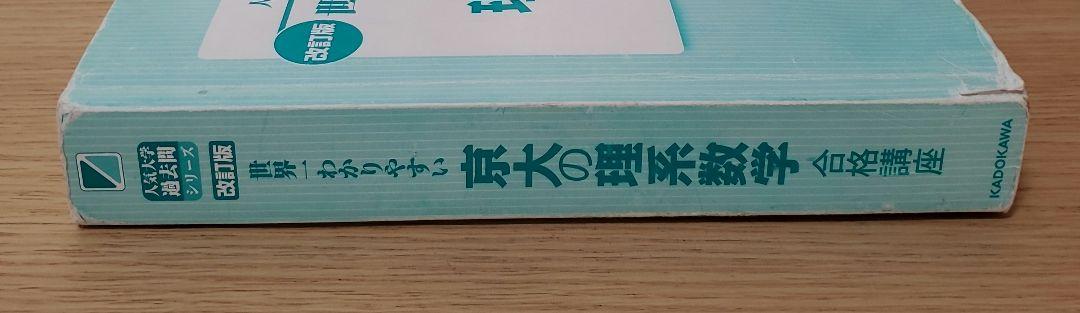 改訂版
人気大学
過去問
シリーズ
改訂版
世界一わかりやすい
京大の理系数学
合格講座
KADOKAWA